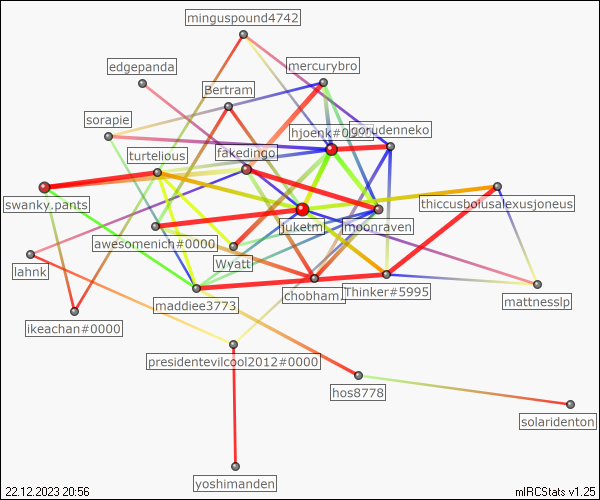 minguspound4742
edgepanda
mercurybro
Bertram
sorapie
hjoenk#0
gorudenneko
turtelious
fakedingo
swanky.pants
thiccusbolusalexusjoneus
juketm
moonraven
awesomenich#0000
Wyatt
lahnk
mattnesslp
chobham.
Thinker#5995
maddiee3773
ikeachan#0000
presidentevilcool2012#0000
hos8778
solaridenton
yoshimanden
22.12.2023 20:56
mIRCStats v1.25